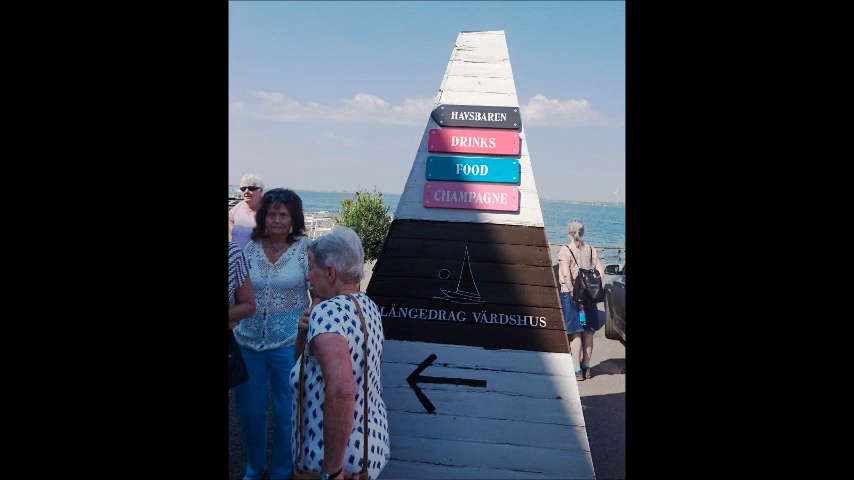 HAVSBAREN
DRINKS
FOOD
CHAMPAGNE
LÅNGEDRAG VÄRDSHUS